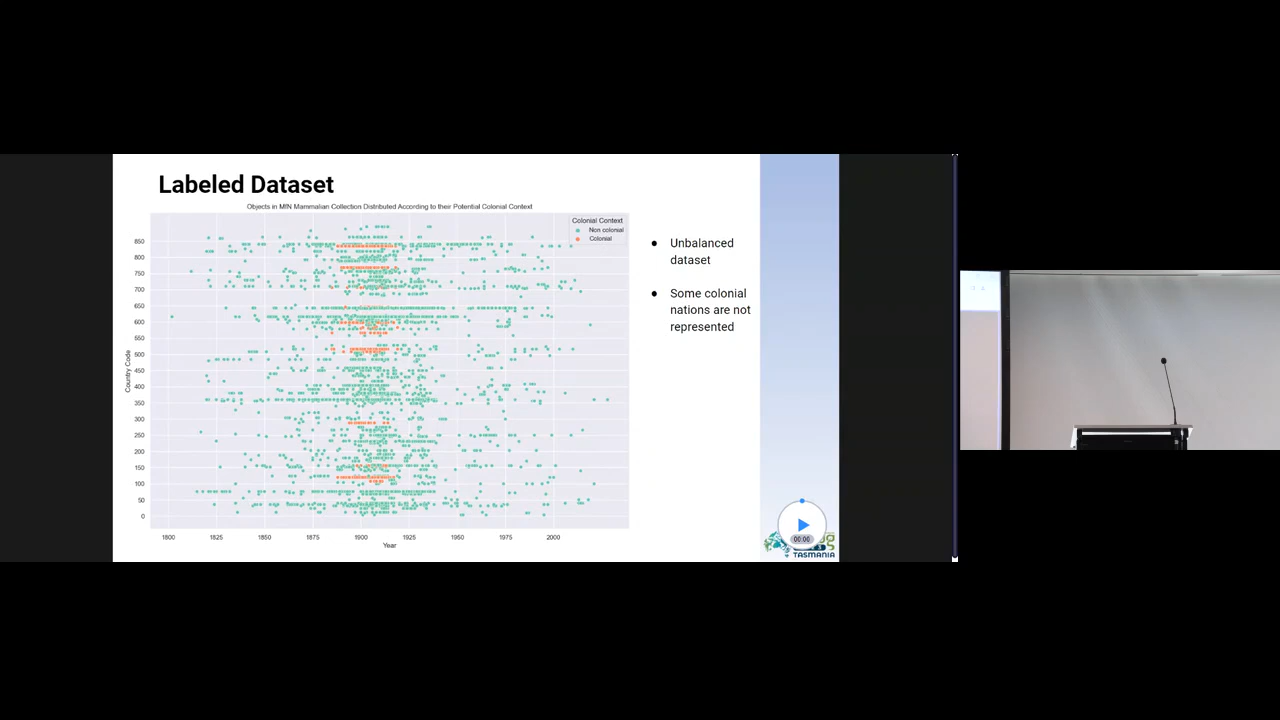 Labeled Dataset
Objects in MfN Mammalian Collection Distributed According to their Potential Colonial Context
Colonial Context
Non colonial
Colonial
850
800
750
700
650
600
550
500
450
400
350
300
250
200
150
100
50
0
Country Code
1800 1825 1850 1875 1900 1925 1950 1975 2000
Year
● Unbalanced
dataset
● Some colonial
nations are not
represented
00:00
TASMANIA